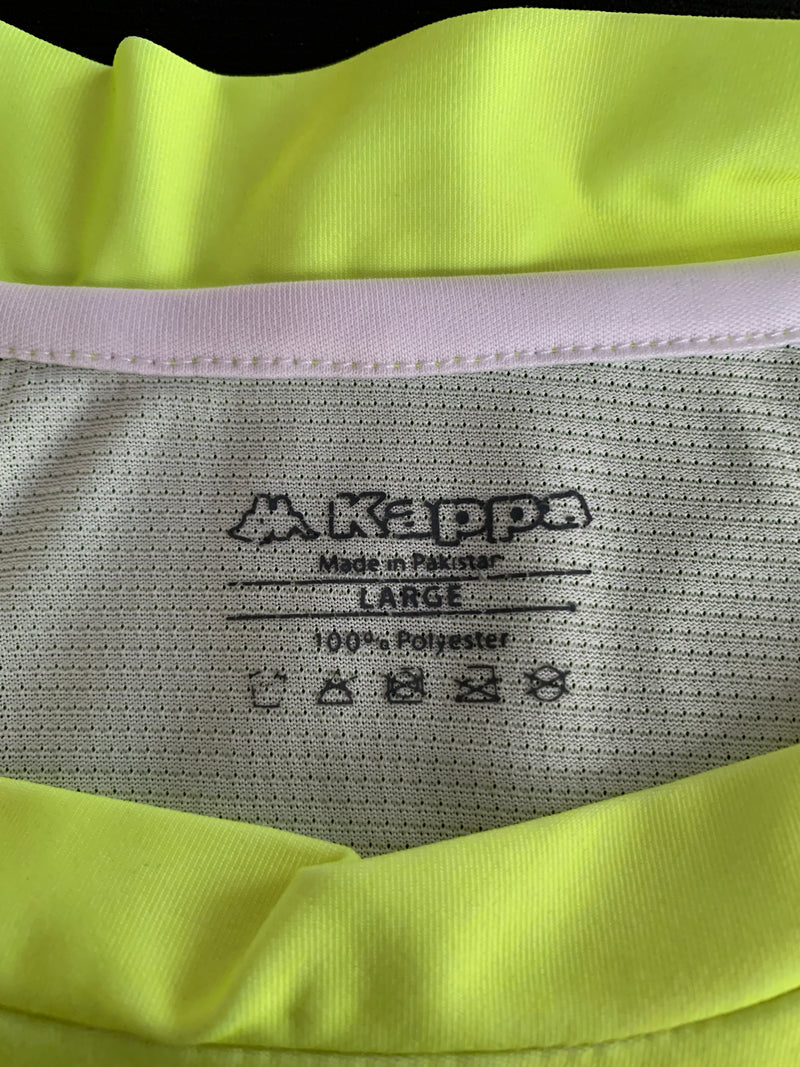 Kappa
Made in Pakistan
LARGE
100% Polyester